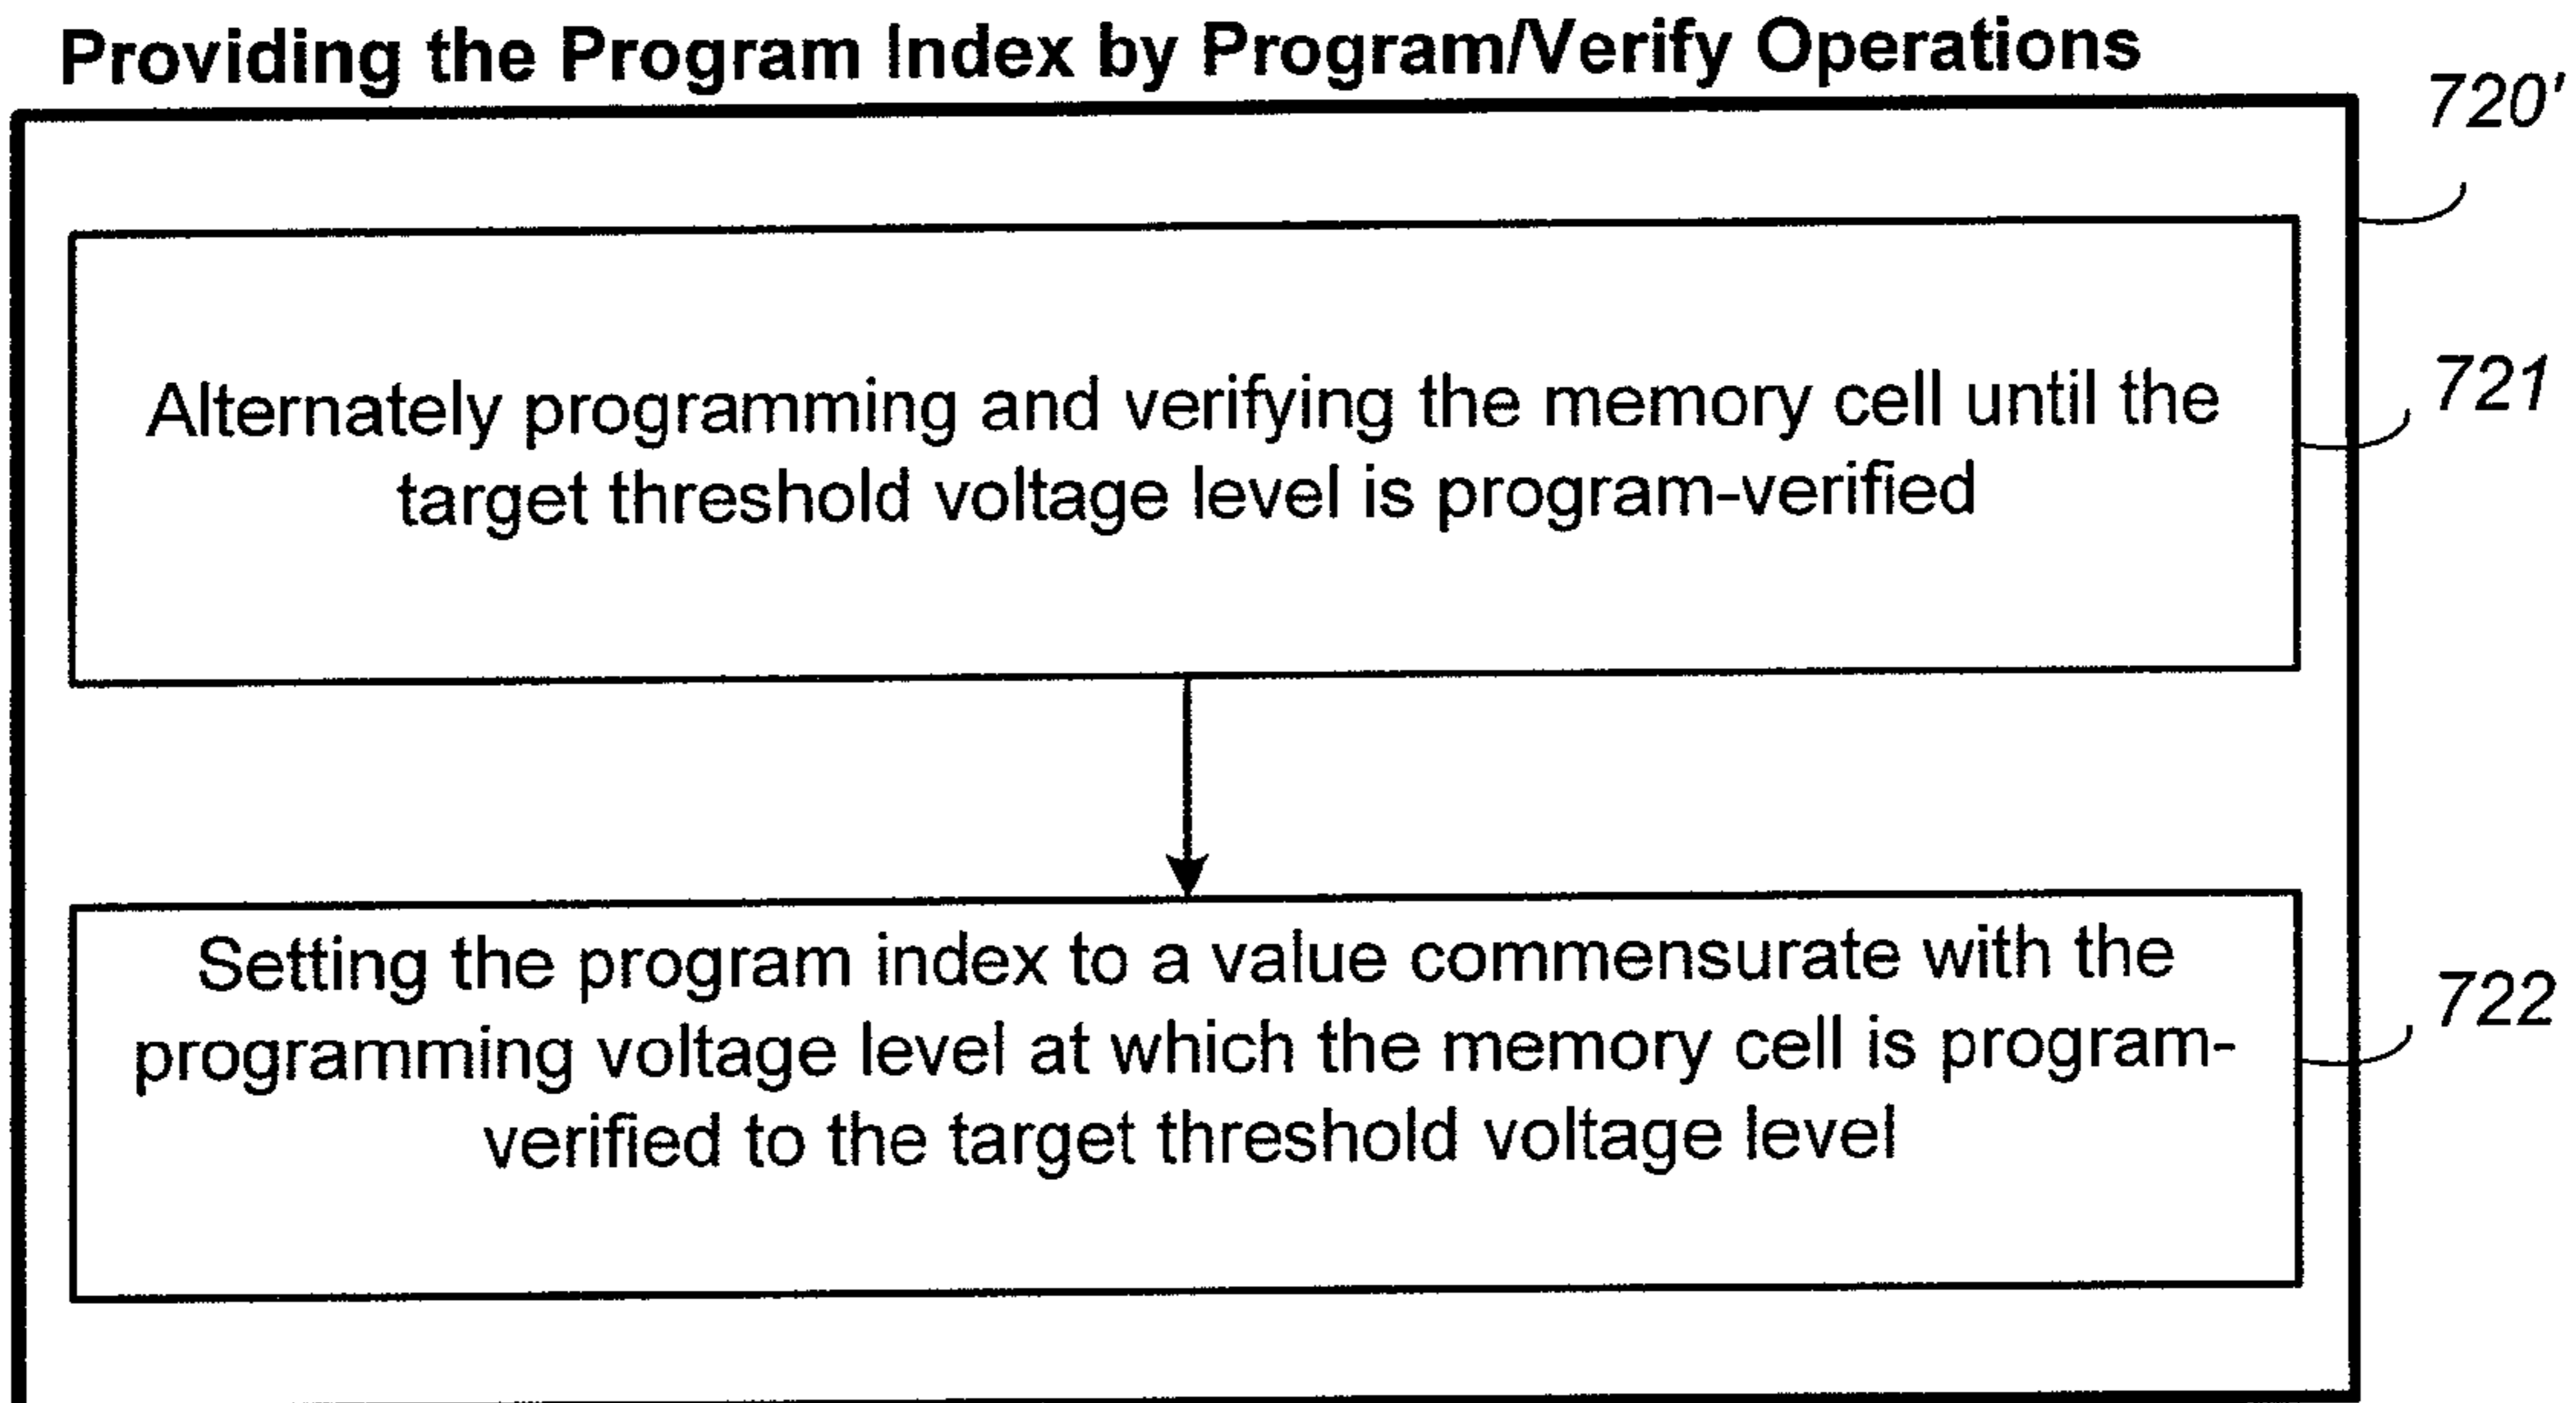 Providing the Program Index by Program/Verify Operations
720'
Alternately programming and verifying the memory cell until the
target threshold voltage level is program-verified
721
Setting the program index to a value commensurate with the
programming voltage level at which the memory cell is program-
verified to the target threshold voltage level
722